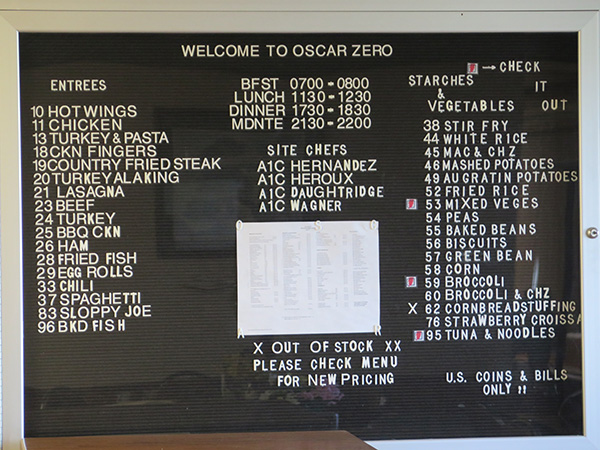 WELCOME TO OSCAR ZERO
ENTREES
10 HOT WINGS
11 CHICKEN
13 TURKEY & PASTA
18 CKN FINGERS
19 COUNTRY FRIED STEAK
20 TURKEY ALAKING
21 LASAGNA
23 BEEF
24 TURKEY
25 BBQ CKN
26 HAM
28 FRIED FISH
29 EGG ROLLS
33 CHILI
37 SPAGHETTI
83 SLOPPY JOE
96 BKD FISH
BFST 0700-0800
LUNCH 1130-1230
DINNER 1730-1830
MDNTE 2130-2200
SITE CHEFS
A1C HERNANDEZ
A1C HEROUX
A1C DAUGHTRIDGE
A1C WAGNER
X OUT OF STOCK XX
PLEASE CHECK MENU
FOR NEW PRICING
→ CHECK
IT
OUT
STARCHES
&
VEGETABLES
38 STIR FRY
44 WHITE RICE
45 MAC & CHZ
46 MASHED POTATOES
49 AU GRATIN POTATOES
52 FRIED RICE
53 MIXED VEGES
54 PEAS
55 BAKED BEANS
56 BISCUITS
57 GREEN BEAN
58 CORN
59 BROCCOLI
60 BROCCOLI & CHZ
X 62 CORNBREADSTUFFING
76 STRAWBERRY CROISSA
95 TUNA & NOODLES
U.S. COINS & BILLS
ONLY !!